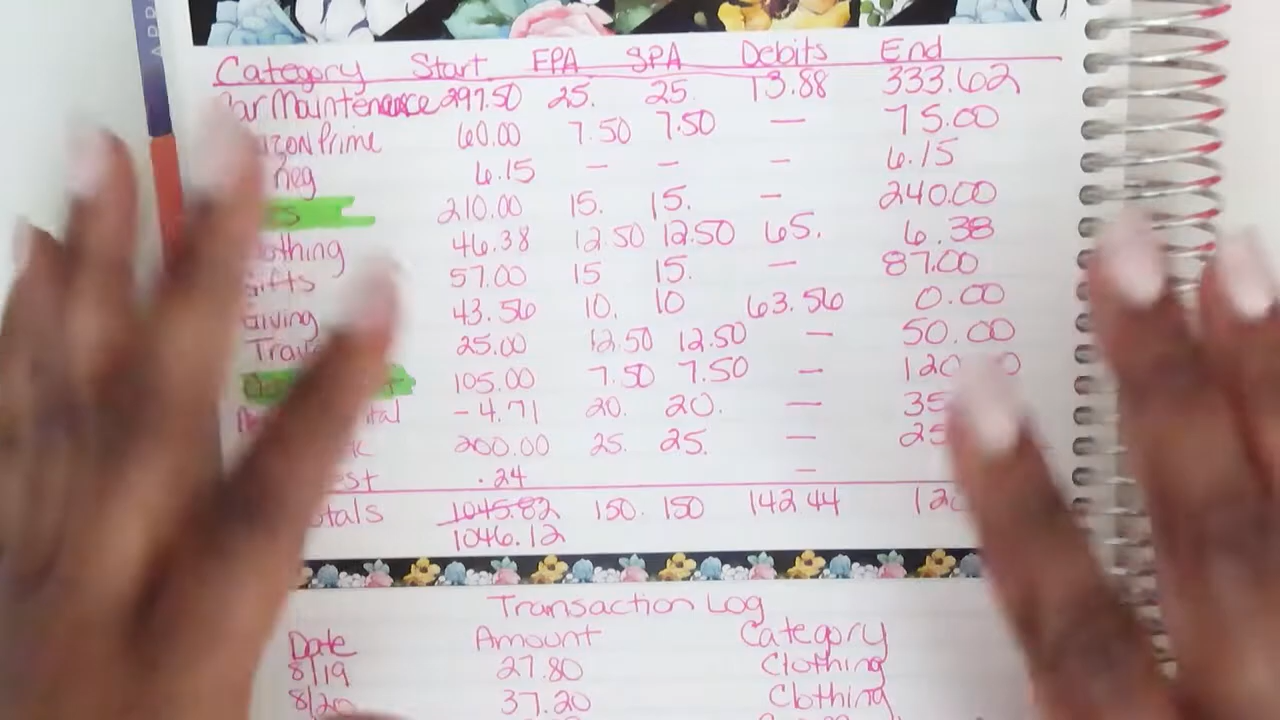 Category Start FPA SPA Debits End
Car Maintenance 297.50 25. 25 13.88 333.62
Prime 60.00 7.50 7.50 — 75.00
6.15 — — — 6.15
210.00 15. 15. — 240.00
Clothing 46.38 12.50 12.50 65. 6.38
Gifts 57.00 15 15. — 87.00
Giving 43.56 10. 10 63.56 0.00
25.00 12.50 12.50 — 50.00
105.00 7.50 7.50 —
-4.71 20. 20. —
200.00 25. 25. —
.24 —
Totals 1045.82 150. 150 142.44
1046.12
Transaction Log
Date Amount Category
8/19 27.80 Clothing
8/20 37.20 Clothing